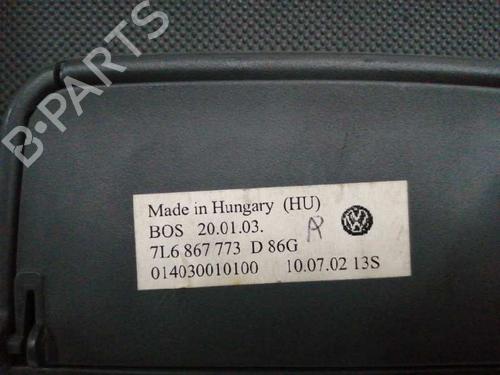 B-PARTS
Made in Hungary (HU)
BOS 20.01.03.
7L6 867 773 D 86G
014030010100 10.07.02 13S